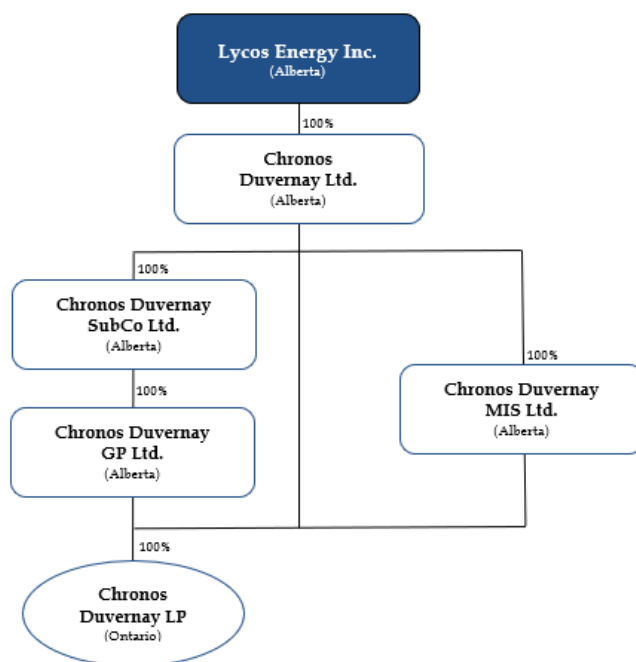 Lycos Energy Inc.
(Alberta)
100%
Chronos
Duvernay Ltd.
(Alberta)
100%
Chronos Duvernay
SubCo Ltd.
(Alberta)
100%
100%
Chronos Duvernay
MIS Ltd.
(Alberta)
Chronos Duvernay
GP Ltd.
(Alberta)
100%
Chronos
Duvernay LP
(Ontario)